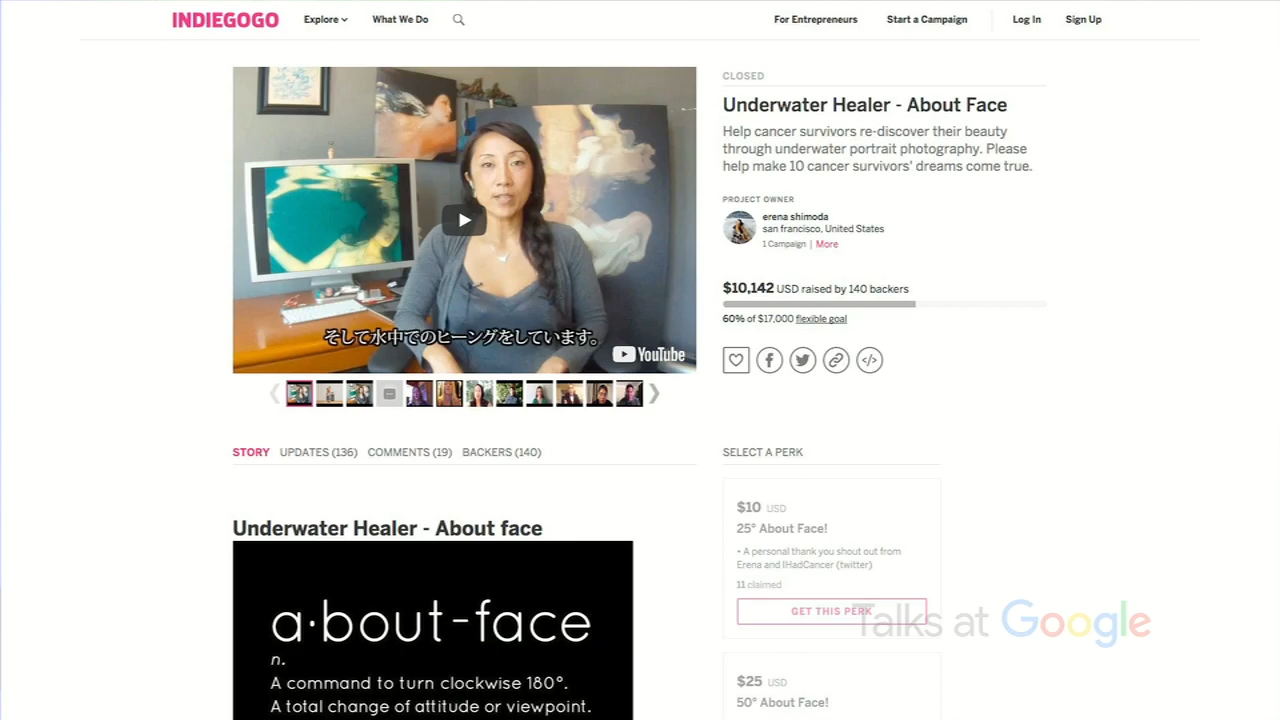 INDIEGOGO
Explore
What We Do
For Entrepreneurs
Start a Campaign
Log In
Sign Up
そして水中でのヒーングをしています。
YouTube
CLOSED
Underwater Healer - About Face
Help cancer survivors re-discover their beauty
through underwater portrait photography. Please
help make 10 cancer survivors' dreams come true.
PROJECT OWNER
erena shimoda
san francisco, United States
1 Campaign | More
$10,142 USD raised by 140 backers
60% of $17,000 flexible goal
STORY
UPDATES (136)
COMMENTS (19)
BACKERS (140)
Underwater Healer - About face
a·bout-face
n.
A command to turn clockwise 180°.
A total change of attitude or viewpoint.
SELECT A PERK
$10 USD
25° About Face!
• A personal thank you shout out from
Erena and IHadCancer (twitter)
11 claimed
GET THIS PERK
Talks at Google
$25 USD
50° About Face!